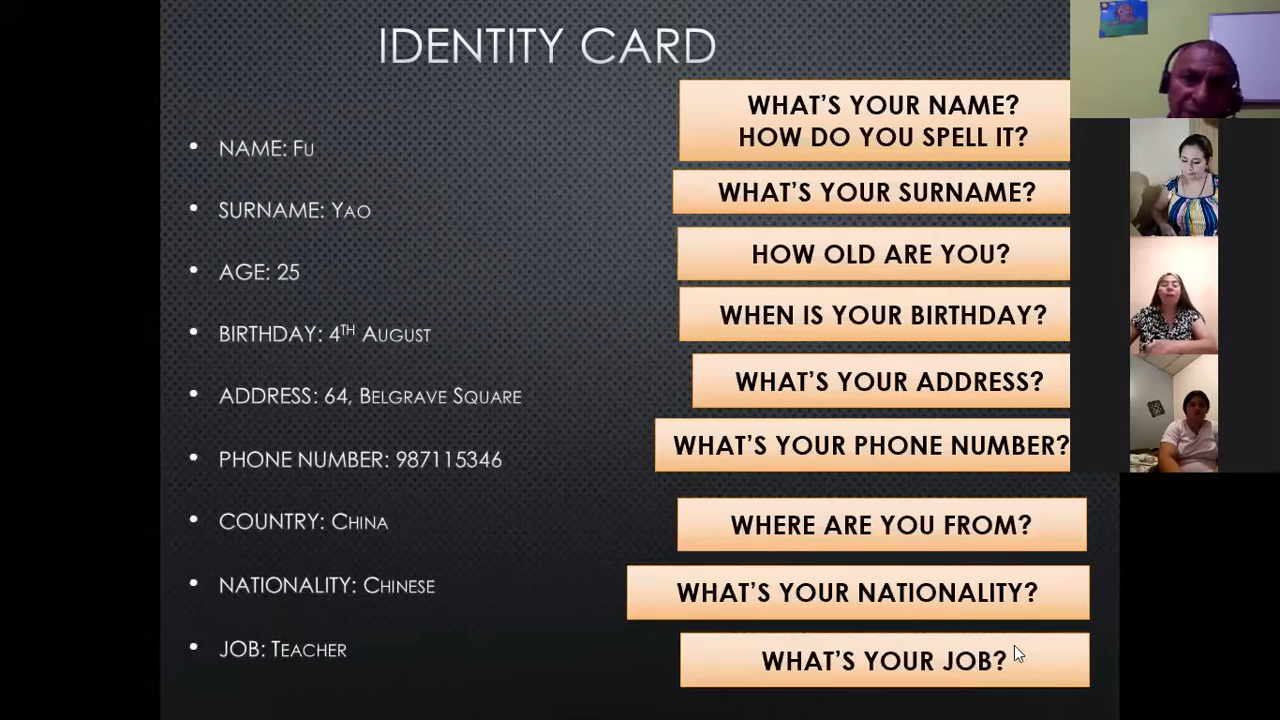 IDENTITY CARD
WHAT'S YOUR NAME?
HOW DO YOU SPELL IT?
NAME: Fu
WHAT'S YOUR SURNAME?
SURNAME: Yao
HOW OLD ARE YOU?
AGE: 25
WHEN IS YOUR BIRTHDAY?
BIRTHDAY: 4TH August
WHAT'S YOUR ADDRESS?
ADDRESS: 64, Belgrave Square
WHAT'S YOUR PHONE NUMBER?
PHONE NUMBER: 987115346
WHERE ARE YOU FROM?
COUNTRY: China
WHAT'S YOUR NATIONALITY?
NATIONALITY: Chinese
WHAT'S YOUR JOB?
JOB: Teacher